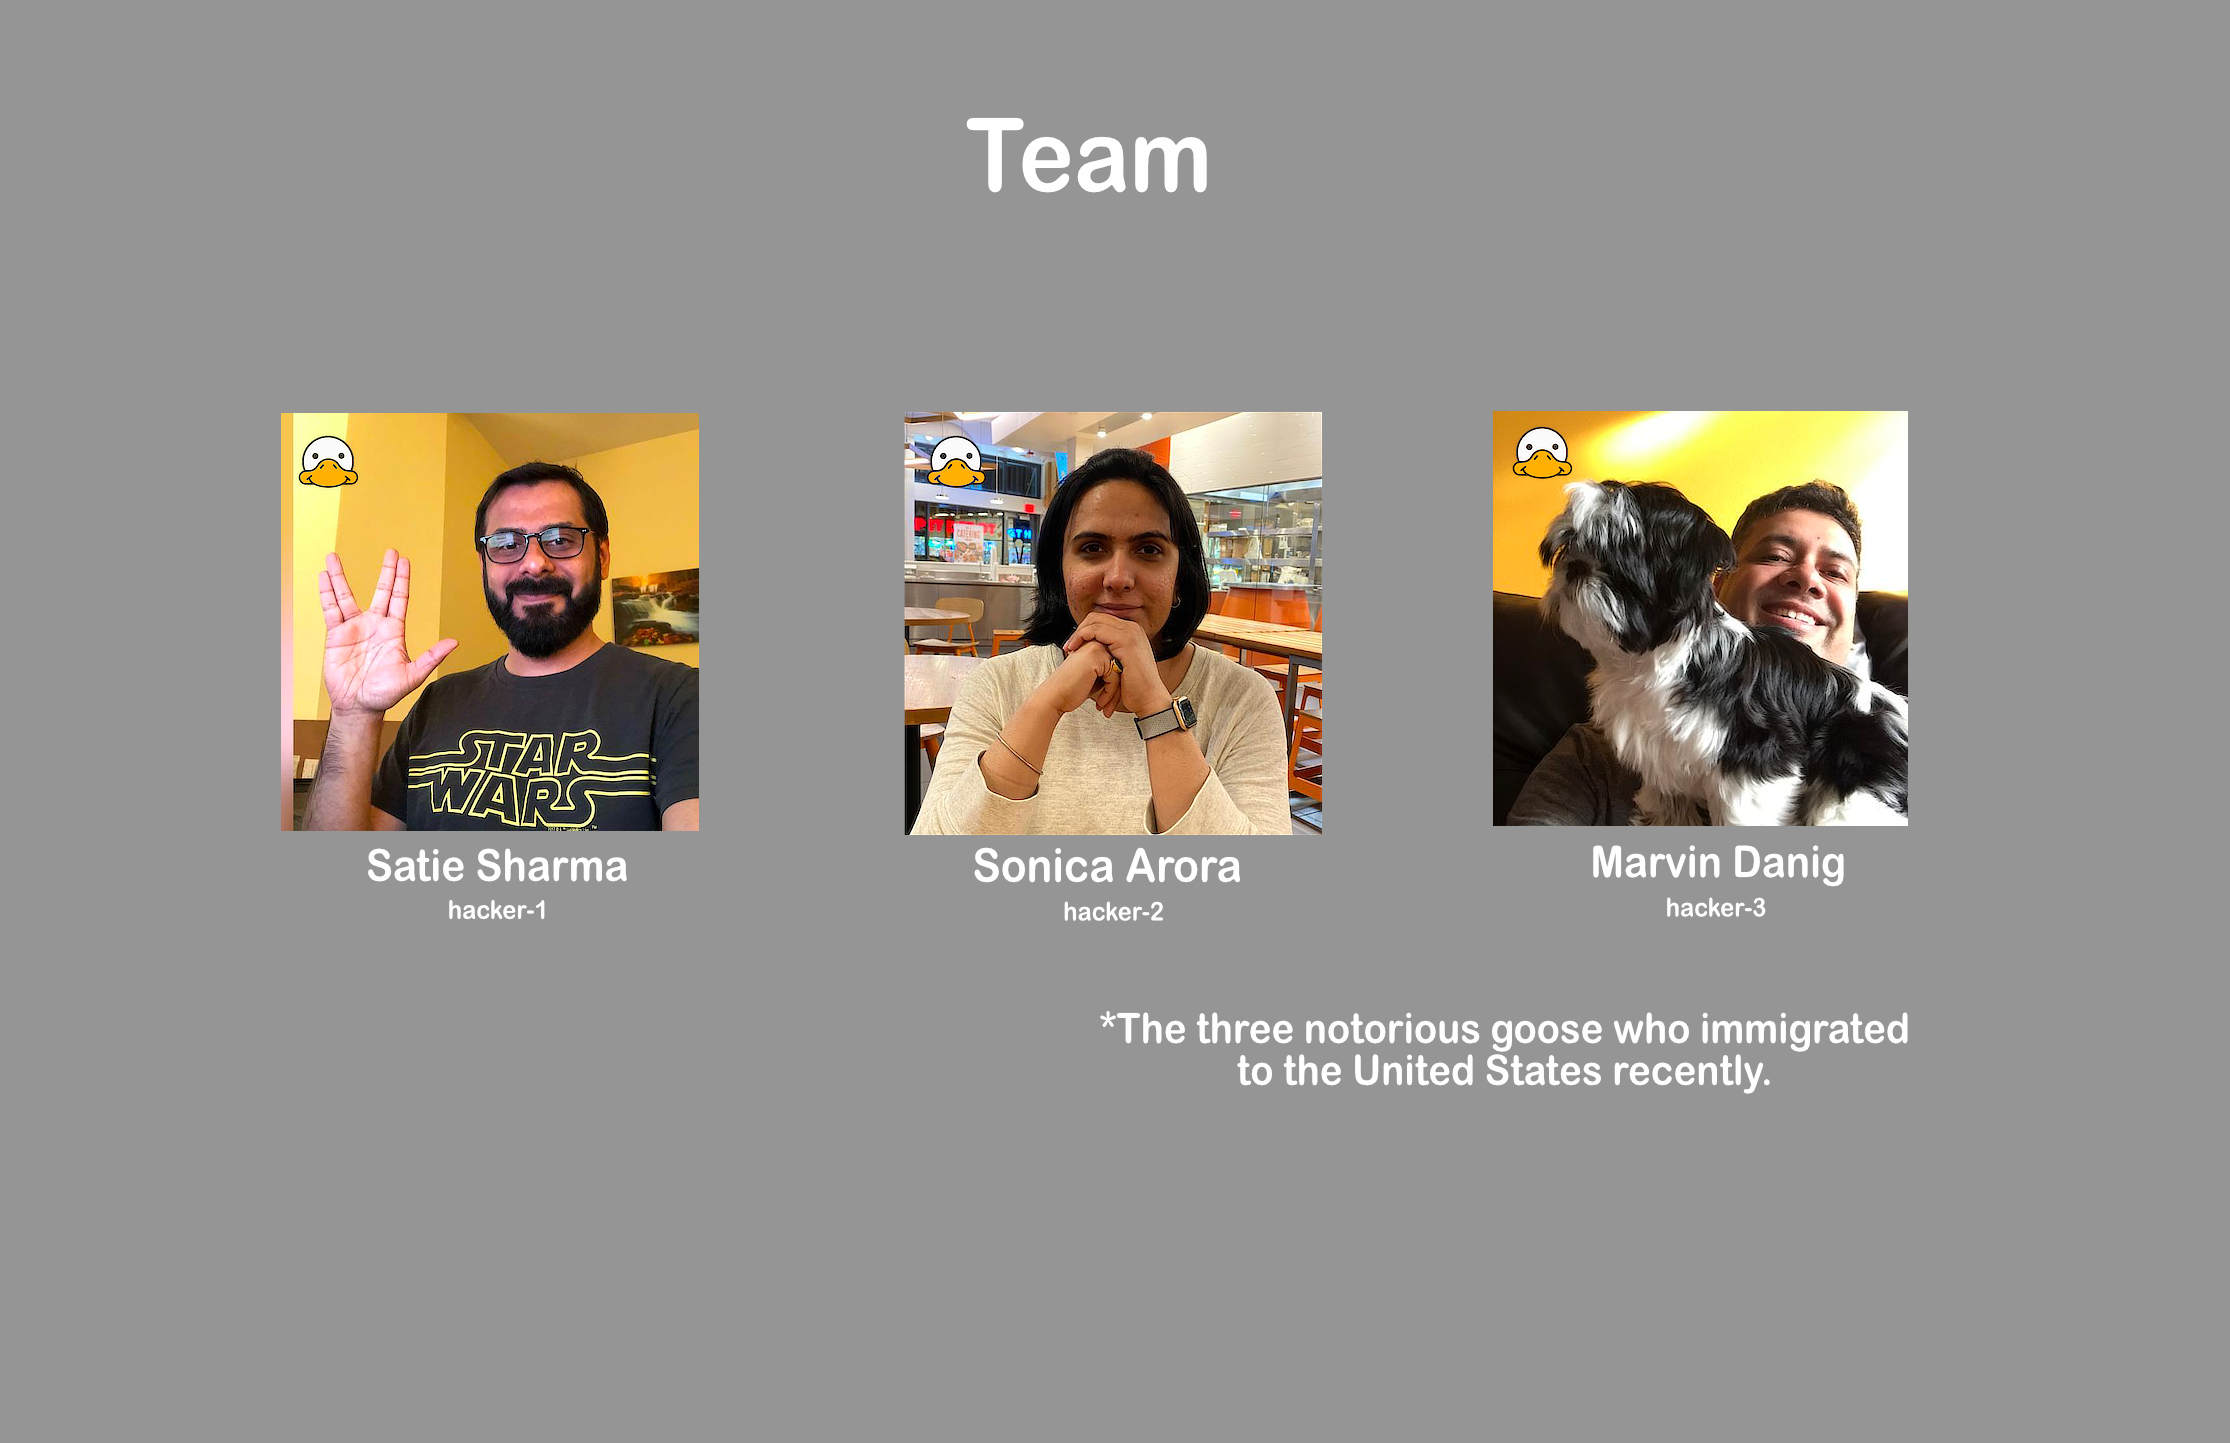 Team
STAR
WARS
CATERING
Satie Sharma
hacker-1
Sonica Arora
hacker-2
Marvin Danig
hacker-3
*The three notorious goose who immigrated
to the United States recently.